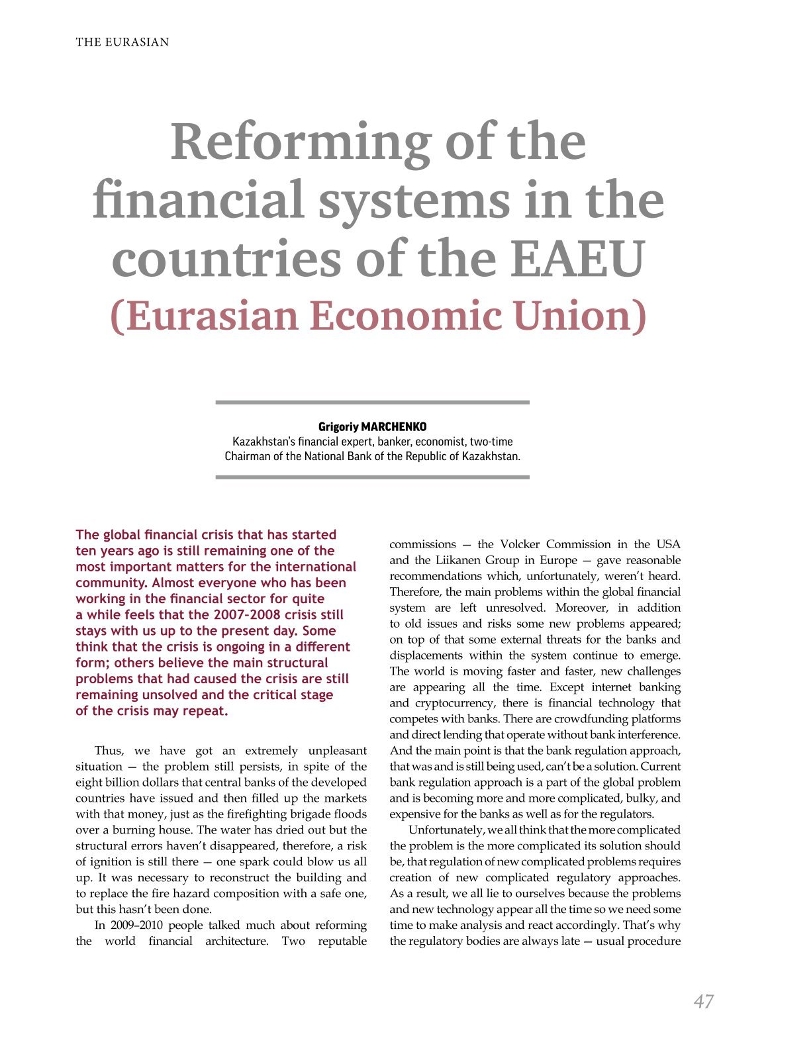 THE EURASIAN
Reforming of the
financial systems in the
countries of the EAEU
(Eurasian Economic Union)
Grigoriy MARCHENKO
Kazakhstan's financial expert, banker, economist, two-time
Chairman of the National Bank of the Republic of Kazakhstan.
The global financial crisis that has started
ten years ago is still remaining one of the
most important matters for the international
community. Almost everyone who has been
working in the financial sector for quite
a while feels that the 2007–2008 crisis still
stays with us up to the present day. Some
think that the crisis is ongoing in a different
form; others believe the main structural
problems that had caused the crisis are still
remaining unsolved and the critical stage
of the crisis may repeat.
Thus, we have got an extremely unpleasant
situation — the problem still persists, in spite of the
eight billion dollars that central banks of the developed
countries have issued and then filled up the markets
with that money, just as the firefighting brigade floods
over a burning house. The water has dried out but the
structural errors haven't disappeared, therefore, a risk
of ignition is still there — one spark could blow us all
up. It was necessary to reconstruct the building and
to replace the fire hazard composition with a safe one,
but this hasn't been done.
In 2009–2010 people talked much about reforming
the world financial architecture. Two reputable
commissions — the Volcker Commission in the USA
and the Liikanen Group in Europe — gave reasonable
recommendations which, unfortunately, weren't heard.
Therefore, the main problems within the global financial
system are left unresolved. Moreover, in addition
to old issues and risks some new problems appeared;
on top of that some external threats for the banks and
displacements within the system continue to emerge.
The world is moving faster and faster, new challenges
are appearing all the time. Except internet banking
and cryptocurrency, there is financial technology that
competes with banks. There are crowdfunding platforms
and direct lending that operate without bank interference.
And the main point is that the bank regulation approach,
that was and is still being used, can't be a solution. Current
bank regulation approach is a part of the global problem
and is becoming more and more complicated, bulky, and
expensive for the banks as well as for the regulators.
Unfortunately, we all think that the more complicated
the problem is the more complicated its solution should
be, that regulation of new complicated problems requires
creation of new complicated regulatory approaches.
As a result, we all lie to ourselves because the problems
and new technology appear all the time so we need some
time to make analysis and react accordingly. That's why
the regulatory bodies are always late — usual procedure
47